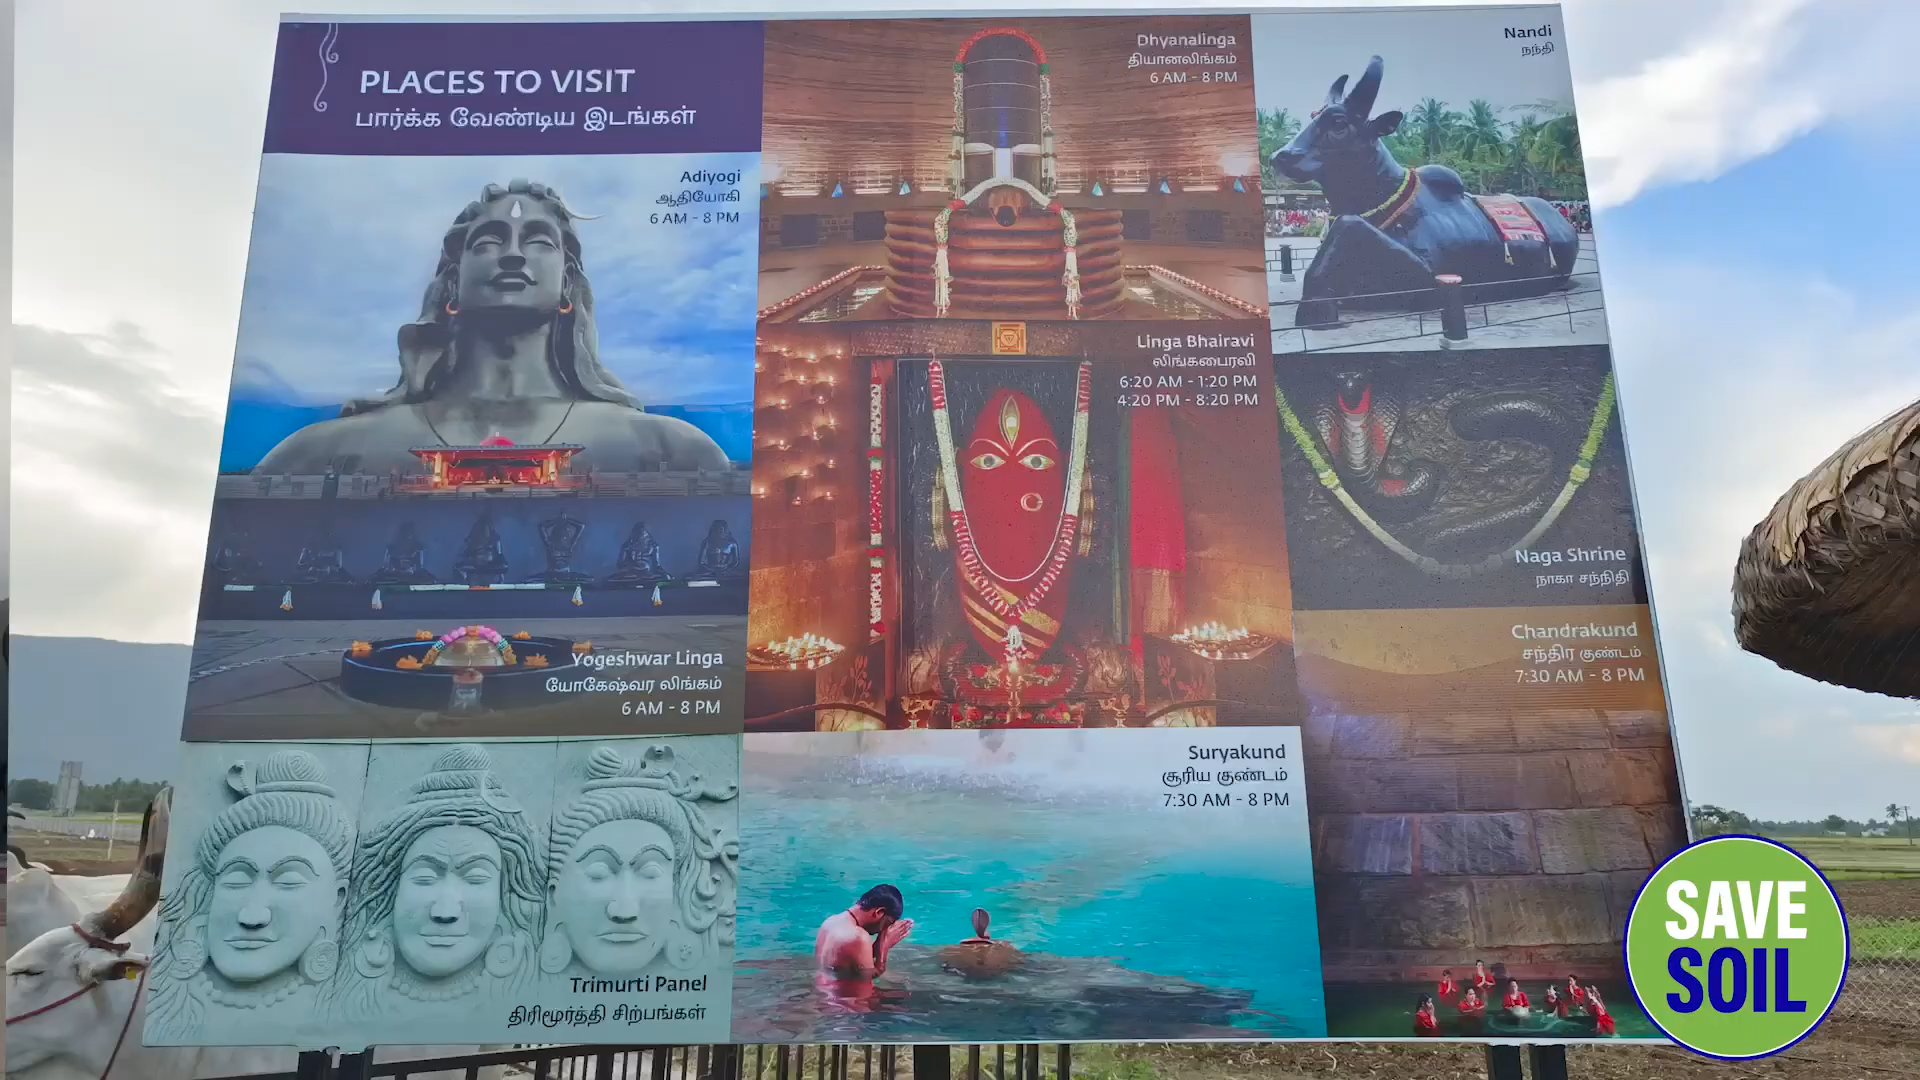 PLACES TO VISIT
பார்க்க வேண்டிய இடங்கள்
Adiyogi
ஆதியோகி
6 AM - 8 PM
Yogeshwar Linga
யோகேஷ்வர லிங்கம்
6 AM - 8 PM
Trimurti Panel
திரிமூர்த்தி சிற்பங்கள்
Dhyanalinga
தியானலிங்கம்
6 AM - 8 PM
Linga Bhairavi
லிங்கபைரவி
6:20 AM - 1:20 PM
4:20 PM - 8:20 PM
Suryakund
சூரிய குண்டம்
7:30 AM - 8 PM
Nandi
நந்தி
Naga Shrine
நாகா சந்நிதி
Chandrakund
சந்திர குண்டம்
7:30 AM - 8 PM
SAVE
SOIL